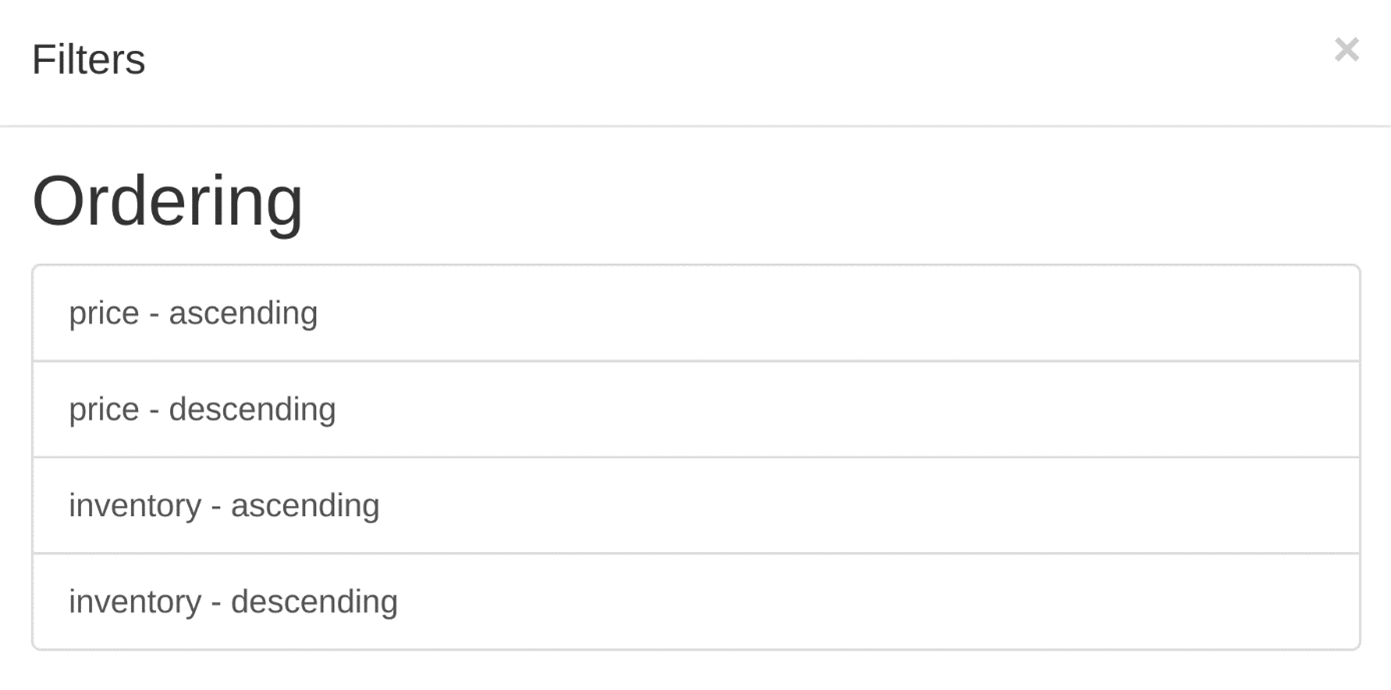 Filters
×
Ordering
price - ascending
price - descending
inventory - ascending
inventory - descending